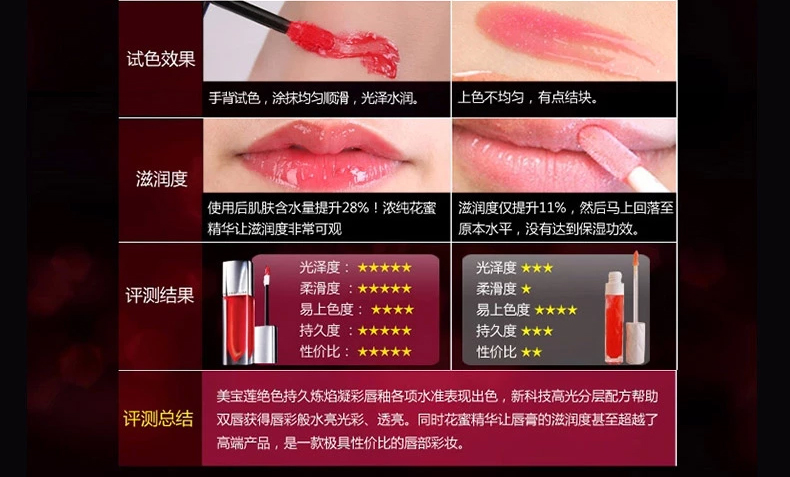 试色效果
手背试色，涂抹均匀顺滑，光泽水润。
上色不均匀，有点结块。
滋润度
使用后肌肤含水量提升28%！浓纯花蜜
精华让滋润度非常可观
滋润度仅提升11%，然后马上回落至
原本水平，没有达到保湿功效。
评测结果
光泽度：★★★★★
柔滑度：★★★★★
易上色度：★★★★
持久度：★★★★★
性价比：★★★★★
光泽度 ★★★
柔滑度 ★
易上色度 ★★★★
持久度 ★★★
性价比 ★★
评测总结
美宝莲绝色持久炼焰凝彩唇釉各项水准表现出色，新科技高光分层配方帮助
双唇获得唇彩般水亮光彩、透亮。同时花蜜精华让唇膏的滋润度甚至超越了
高端产品，是一款极具性价比的唇部彩妆。